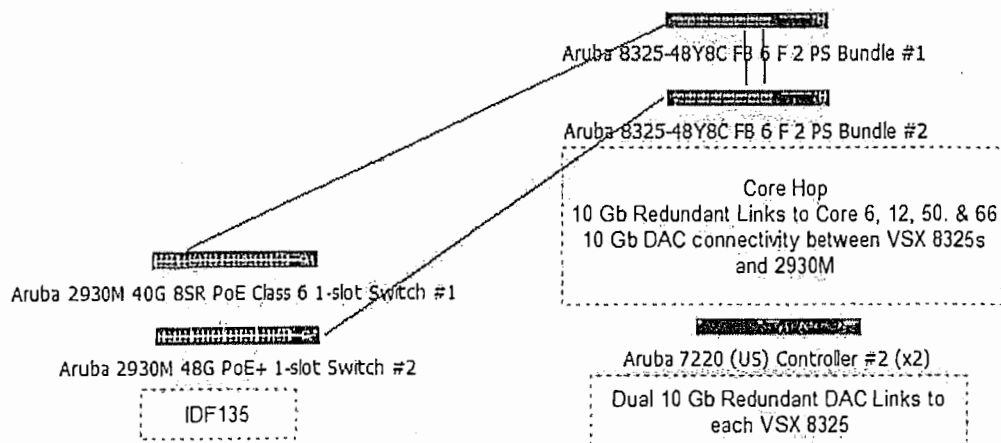 Aruba 8325-48Y8C FB 6 F 2 PS Bundle #1
Aruba 8325-48Y8C FB 6 F 2 PS Bundle #2
Core Hop
10 Gb Redundant Links to Core 6, 12, 50. & 66
10 Gb DAC connectivity between VSX 8325s
and 2930M
Aruba 2930M 40G 8SR PoE Class 6 1-slot Switch #1
Aruba 2930M 48G PoE+ 1-slot Switch #2
IDF135
Aruba 7220 (US) Controller #2 (x2)
Dual 10 Gb Redundant DAC Links to
each VSX 8325